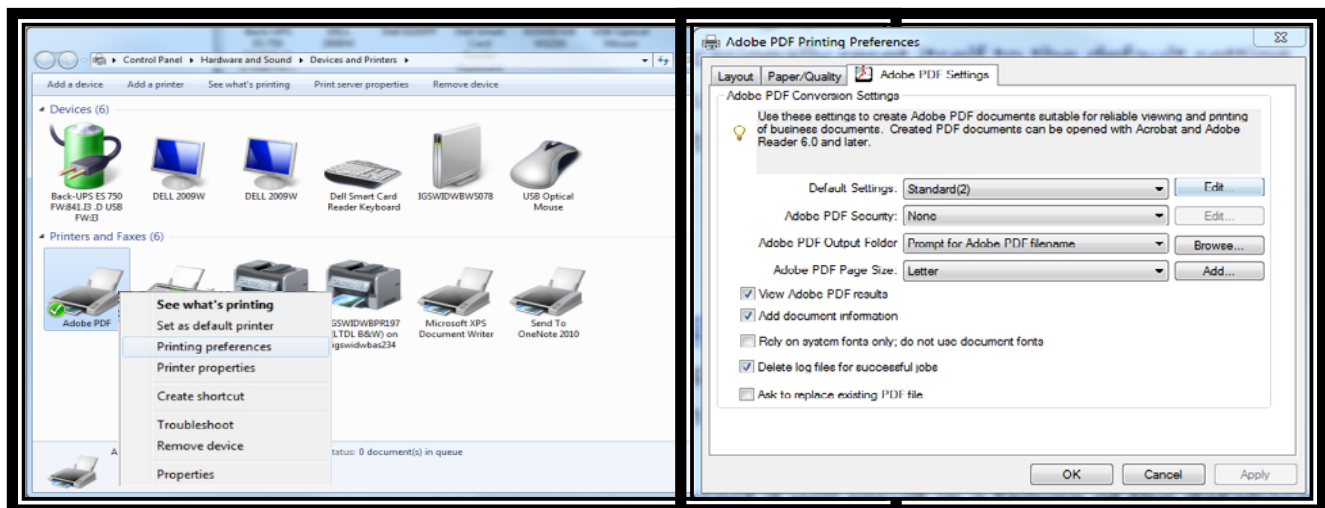 Control Panel ▸ Hardware and Sound ▸ Devices and Printers ▸
Add a device Add a printer See what's printing Print server properties Remove device
Devices (6)
Back-UPS ES 750 FW:841.I3 .D USB FW:I3
DELL 2009W
DELL 2009W
Dell Smart Card Reader Keyboard
IGSWIDWBWS078
USB Optical Mouse
Printers and Faxes (6)
Adobe PDF
GSWIDWBPR197 (LTDL B&W) on igswidwbas234
Microsoft XPS Document Writer
Send To OneNote 2010
See what's printing
Set as default printer
Printing preferences
Printer properties
Create shortcut
Troubleshoot
Remove device
Properties
A
tatus: 0 document(s) in queue
Adobe PDF Printing Preferences
Layout Paper/Quality Adobe PDF Settings
Adobe PDF Conversion Settings
Use these settings to create Adobe PDF documents suitable for reliable viewing and printing
of business documents. Created PDF documents can be opened with Acrobat and Adobe
Reader 6.0 and later.
Default Settings: Standard(2) Edit...
Adobe PDF Security: None Edit...
Adobe PDF Output Folder Prompt for Adobe PDF filename Browse...
Adobe PDF Page Size: Letter Add...
View Adobe PDF results
Add document information
Rely on system fonts only; do not use document fonts
Delete log files for successful jobs
Ask to replace existing PDF file
OK Cancel Apply